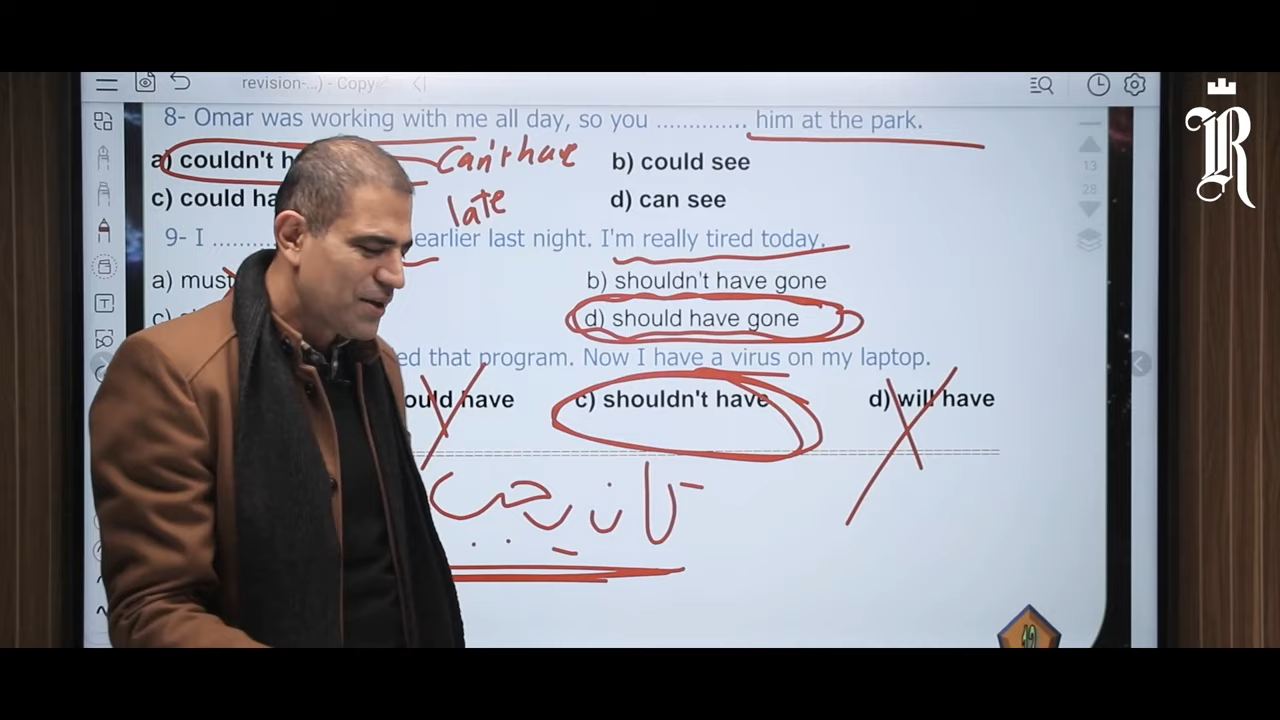 revision-...) - Copy
8- Omar was working with me all day, so you .............. him at the park.
a) couldn't h can't have b) could see
c) could ha late d) can see
9- I .......... earlier last night. I'm really tired today.
a) must b) shouldn't have gone
c) d) should have gone
ed that program. Now I have a virus on my laptop.
ould have c) shouldn't have d) will have
كان يجب
13
28
12
R